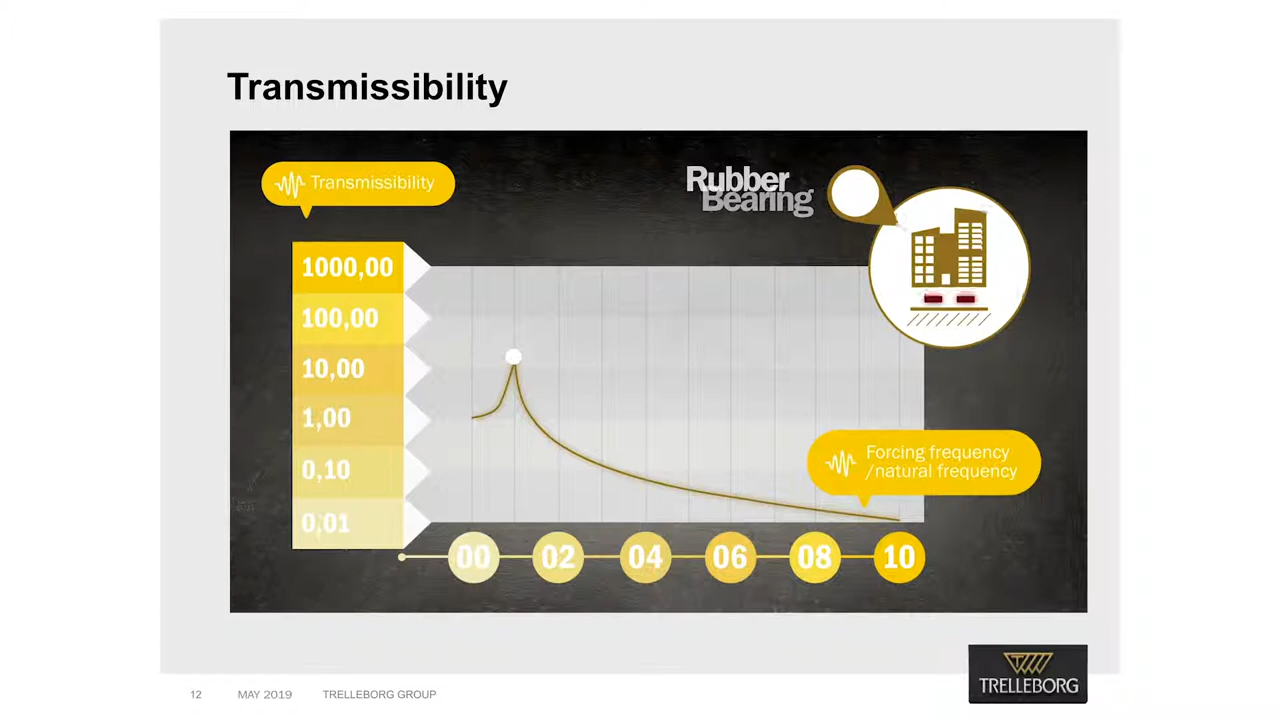 Transmissibility
Transmissibility
Rubber
Bearing
1000,00
100,00
10,00
1,00
0,10
0,01
Forcing frequency
/natural frequency
00 02 04 06 08 10
12 MAY 2019 TRELLEBORG GROUP
TRELLEBORG